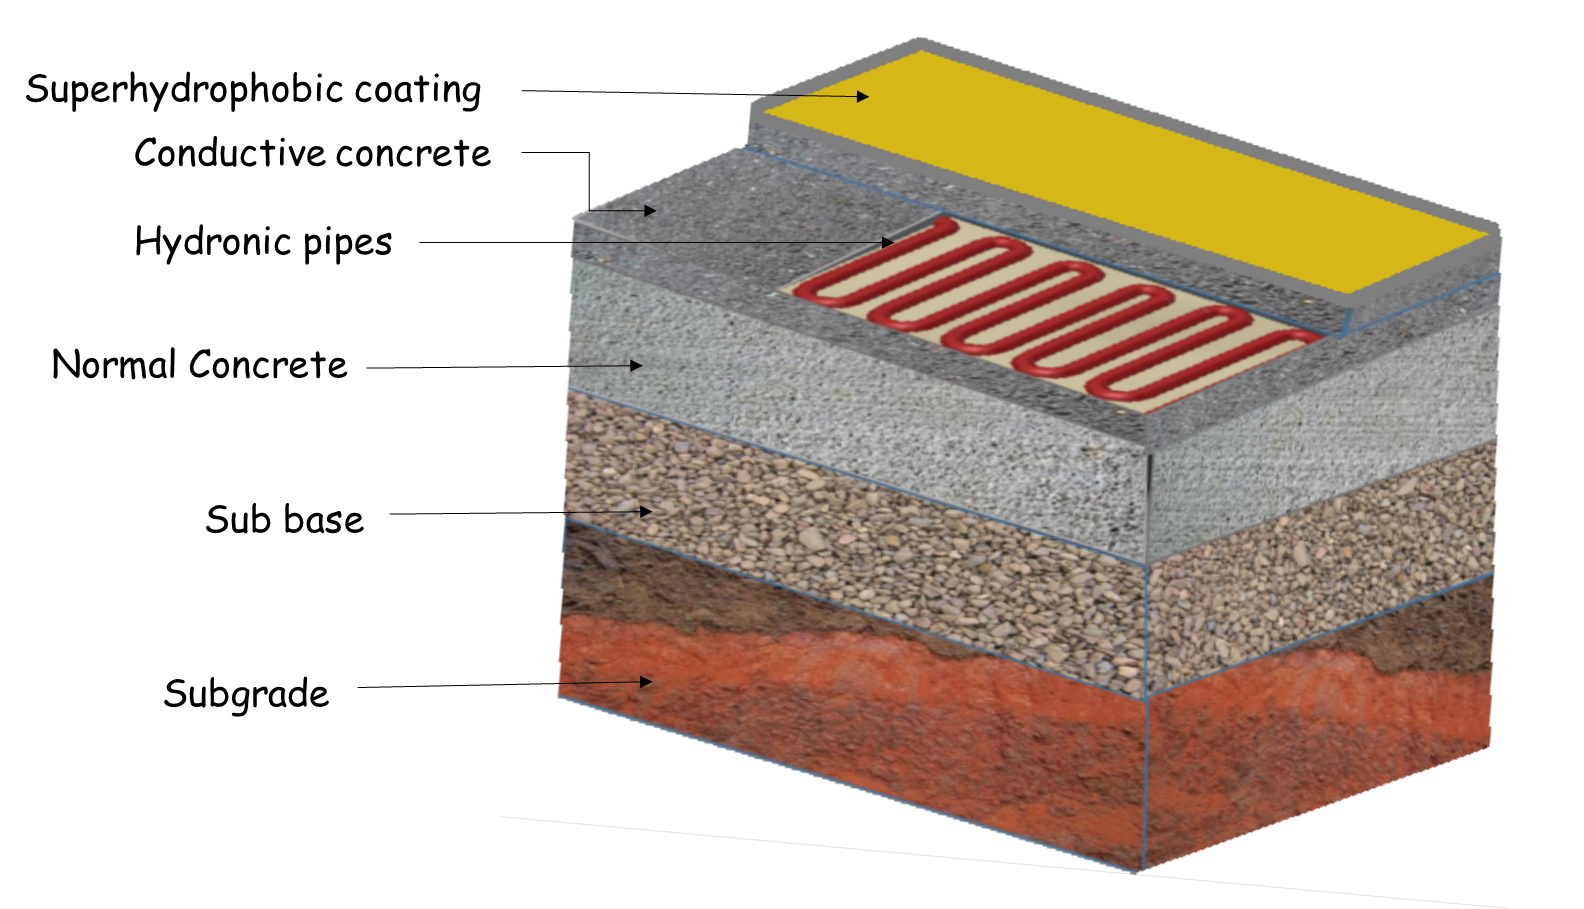 Superhydrophobic coating
Conductive concrete
Hydronic pipes
Normal Concrete
Sub base
Subgrade